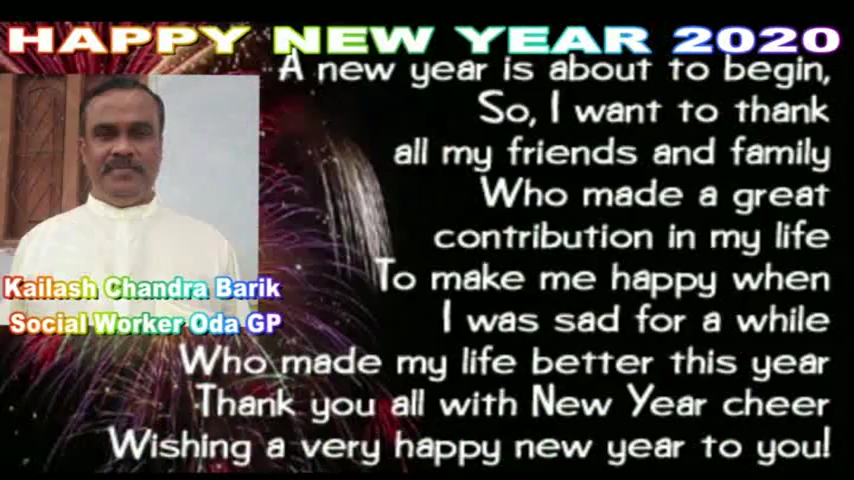 HAPPY NEW YEAR 2020
A new year is about to begin,
So, I want to thank
all my friends and family
Who made a great
contribution in my life
To make me happy when
I was sad for a while
Who made my life better this year
Thank you all with New Year cheer
Wishing a very happy new year to you!
Kailash Chandra Barik
Social Worker Oda GP